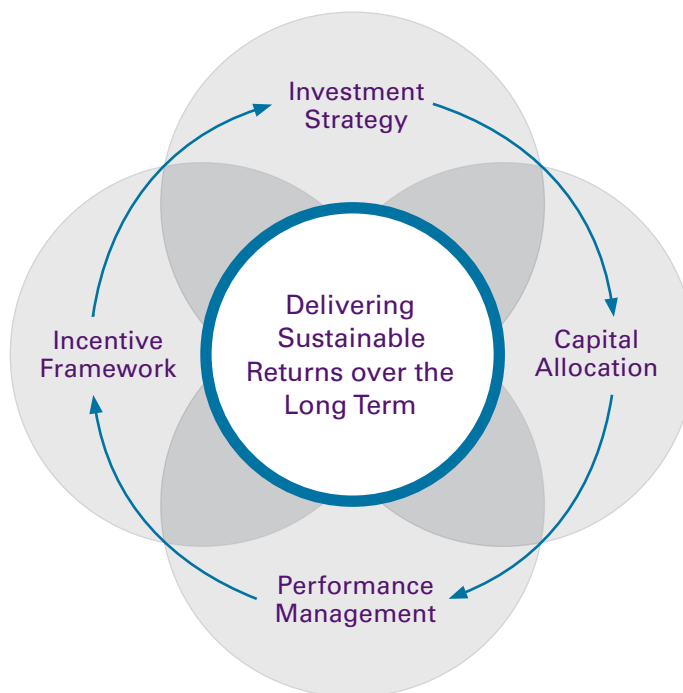 Investment
Strategy
Delivering
Sustainable
Returns over the
Long Term
Incentive
Framework
Capital
Allocation
Performance
Management